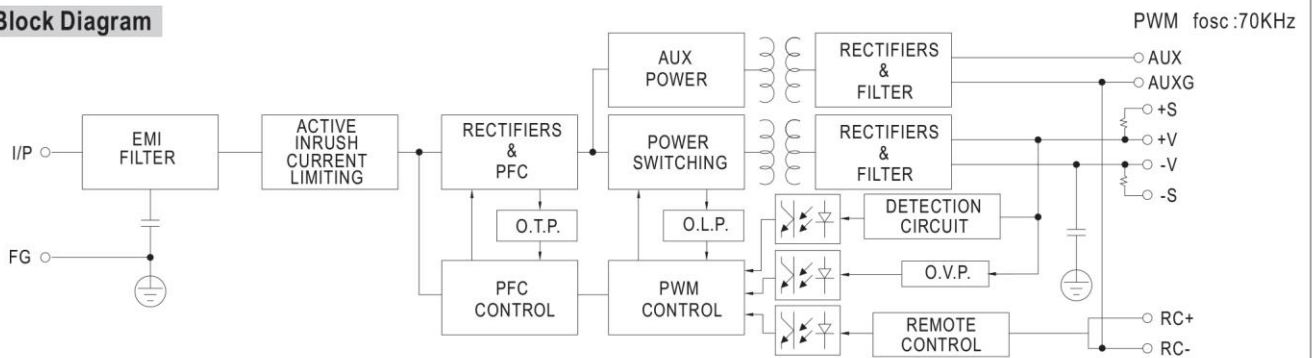 Block Diagram
PWM fosc :70KHz
AUX
POWER
RECTIFIERS
&
FILTER
AUX
AUXG
+S
I/P
EMI
FILTER
ACTIVE
INRUSH
CURRENT
LIMITING
RECTIFIERS
&
PFC
POWER
SWITCHING
RECTIFIERS
&
FILTER
+V
-V
-S
O.T.P.
O.L.P.
DETECTION
CIRCUIT
FG
PFC
CONTROL
PWM
CONTROL
O.V.P.
REMOTE
CONTROL
RC+
RC-